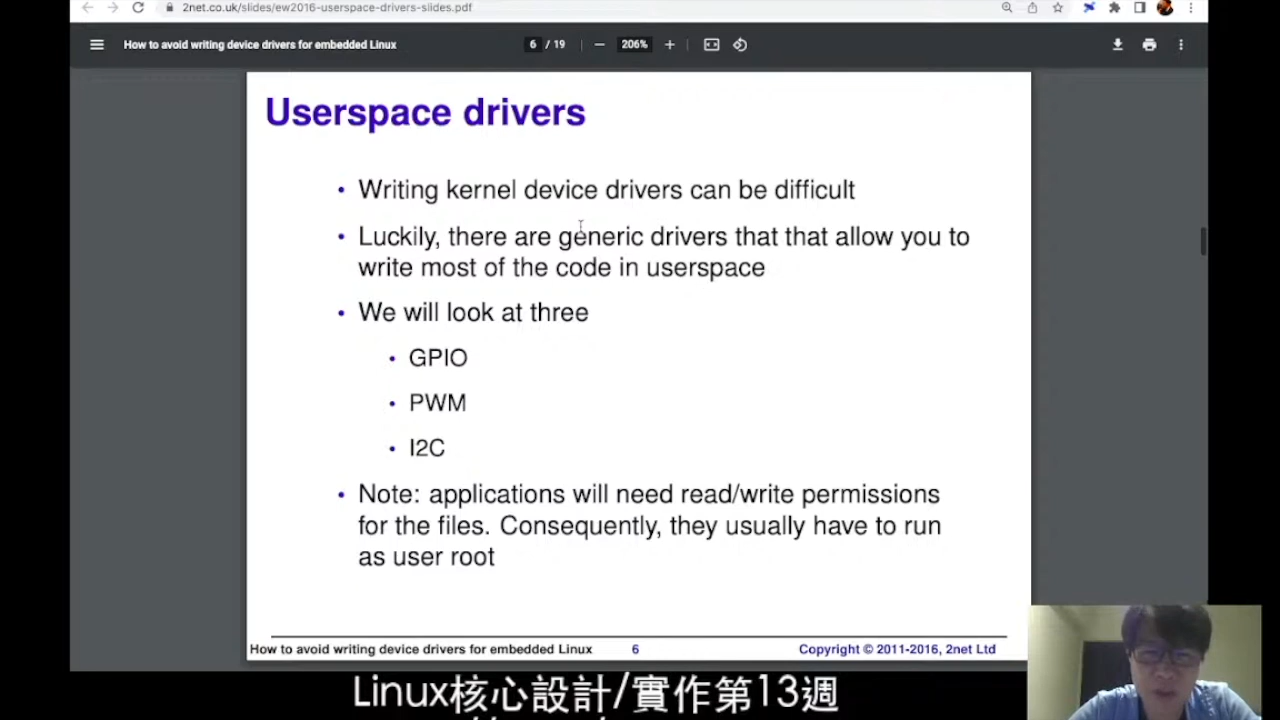 2net.co.uk/slides/ew2016-userspace-drivers-slides.pdf
How to avoid writing device drivers for embedded Linux
6 / 19
206%
Userspace drivers
• Writing kernel device drivers can be difficult
• Luckily, there are generic drivers that that allow you to
write most of the code in userspace
• We will look at three
• GPIO
• PWM
• I2C
• Note: applications will need read/write permissions
for the files. Consequently, they usually have to run
as user root
How to avoid writing device drivers for embedded Linux
6
Copyright © 2011-2016, 2net Ltd
Linux核心設計/實作第13週